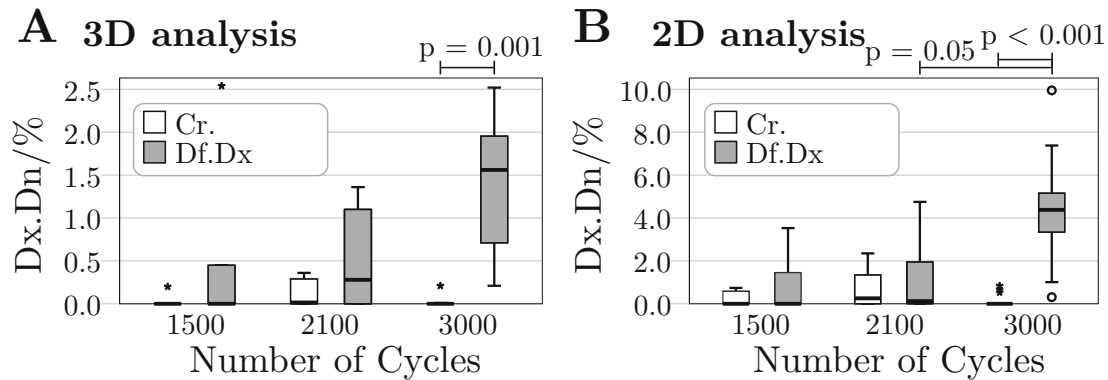 A 3D analysis
p = 0.001
Dx.Dn/%
2.5
2.0
1.5
1.0
0.5
0.0
Cr.
Df.Dx
*
*
*
1500 2100 3000
Number of Cycles
B 2D analysis
p = 0.05
p < 0.001
Dx.Dn/%
10.0
8.0
6.0
4.0
2.0
0.0
Cr.
Df.Dx
1500 2100 3000
Number of Cycles